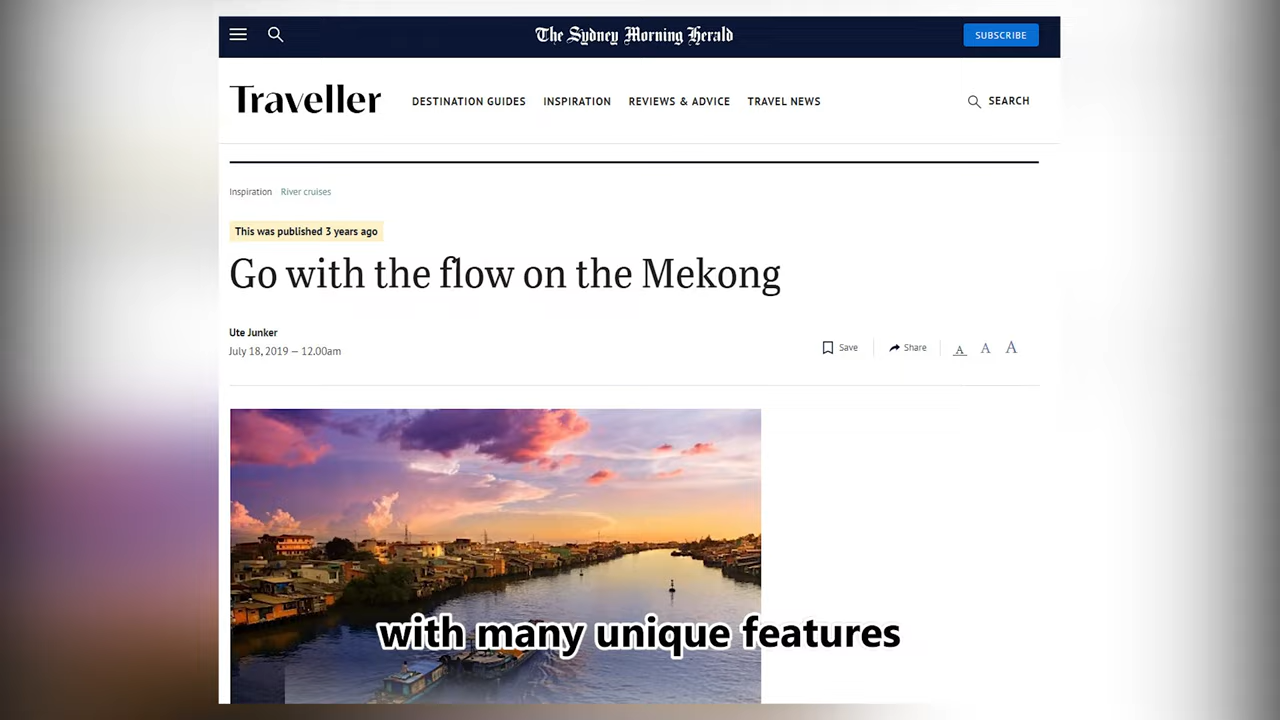 The Sydney Morning Herald
SUBSCRIBE
Traveller
DESTINATION GUIDES INSPIRATION REVIEWS & ADVICE TRAVEL NEWS
SEARCH
Inspiration River cruises
This was published 3 years ago
Go with the flow on the Mekong
Ute Junker
July 18, 2019 — 12.00am
Save Share A A A
with many unique features